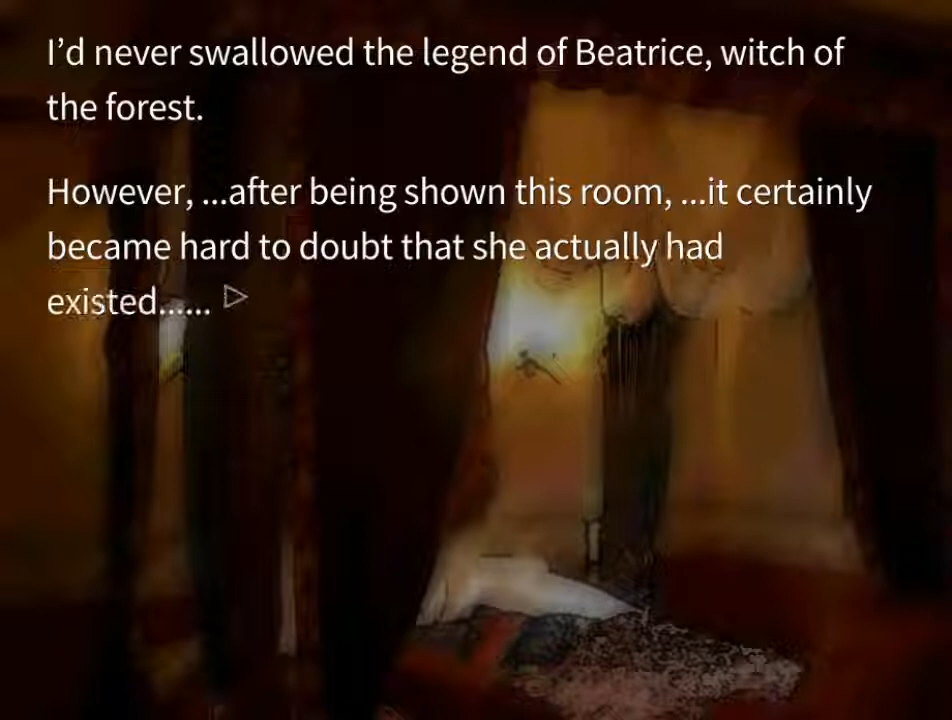 I’d never swallowed the legend of Beatrice, witch of
the forest.
However, ...after being shown this room, ...it certainly
became hard to doubt that she actually had
existed......